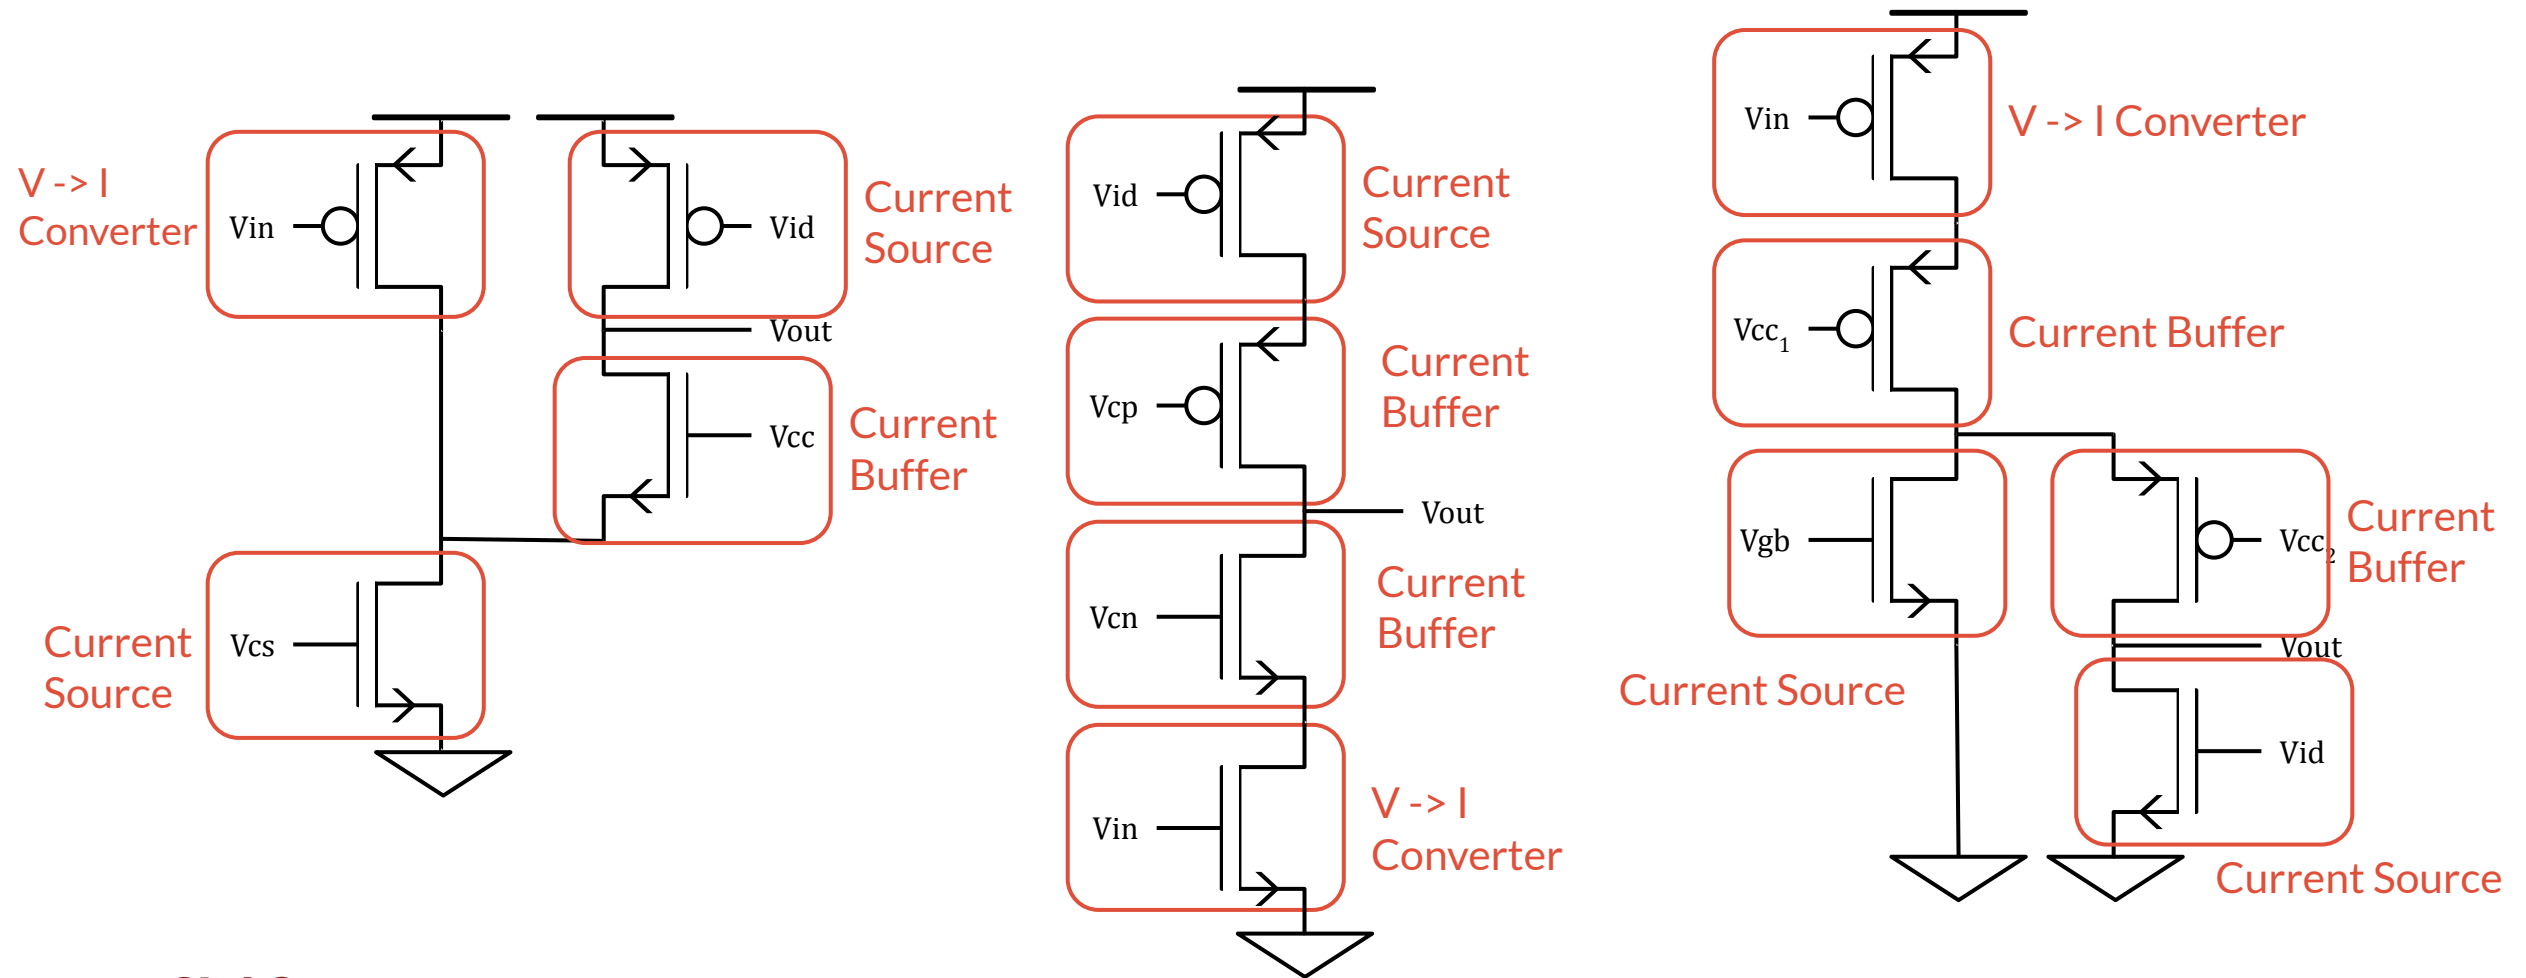 V -> I
Converter
Vin
Vid
Current
Source
Vout
Vcc
Current
Buffer
Current
Source
Vcs
Vid
Current
Source
Vcp
Current
Buffer
Vout
Vcn
Current
Buffer
Vin
V -> I
Converter
Vin
V -> I Converter
Vcc1
Current Buffer
Vgb
Vcc2
Current
Buffer
Current Source
Vout
Vid
Current Source